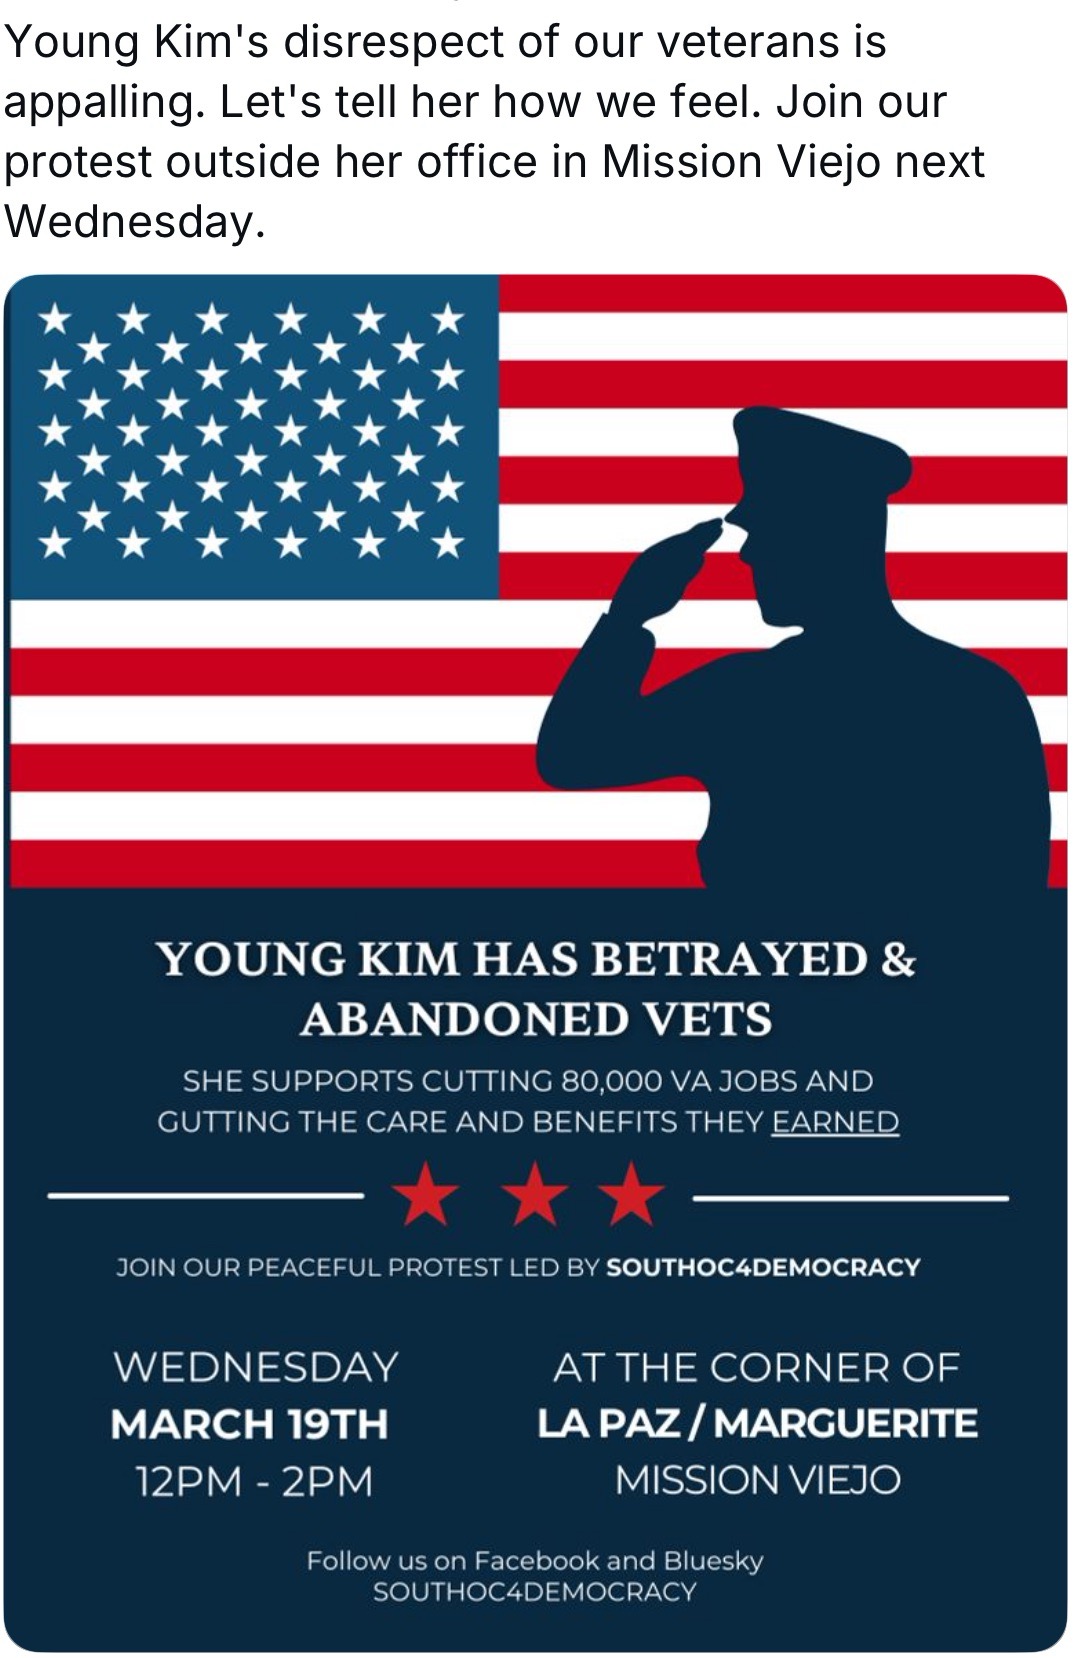 Young Kim's disrespect of our veterans is
appalling. Let's tell her how we feel. Join our
protest outside her office in Mission Viejo next
Wednesday.
YOUNG KIM HAS BETRAYED &
ABANDONED VETS
SHE SUPPORTS CUTTING 80,000 VA JOBS AND
GUTTING THE CARE AND BENEFITS THEY EARNED
JOIN OUR PEACEFUL PROTEST LED BY SOUTHOC4DEMOCRACY
WEDNESDAY
MARCH 19TH
12PM - 2PM
AT THE CORNER OF
LA PAZ / MARGUERITE
MISSION VIEJO
Follow us on Facebook and Bluesky
SOUTHOC4DEMOCRACY